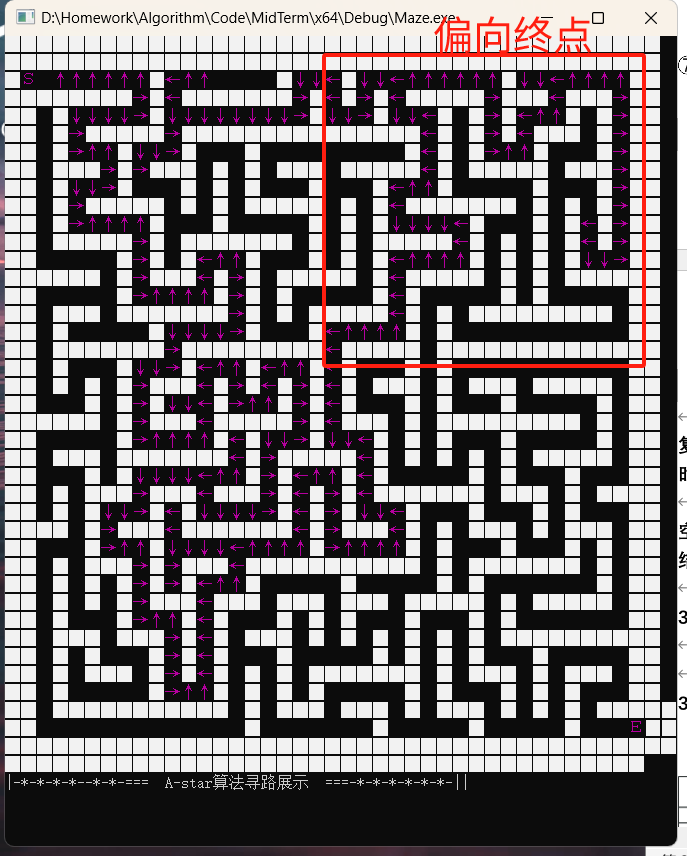 D:\Homework\Algorithm\Code\MidTerm\x64\Debug\Maze.exe
偏向终点
S
E
|-*-*-*-*--*-*-=== A-star算法寻路展示 ===-*-*-*-*-*-*-||